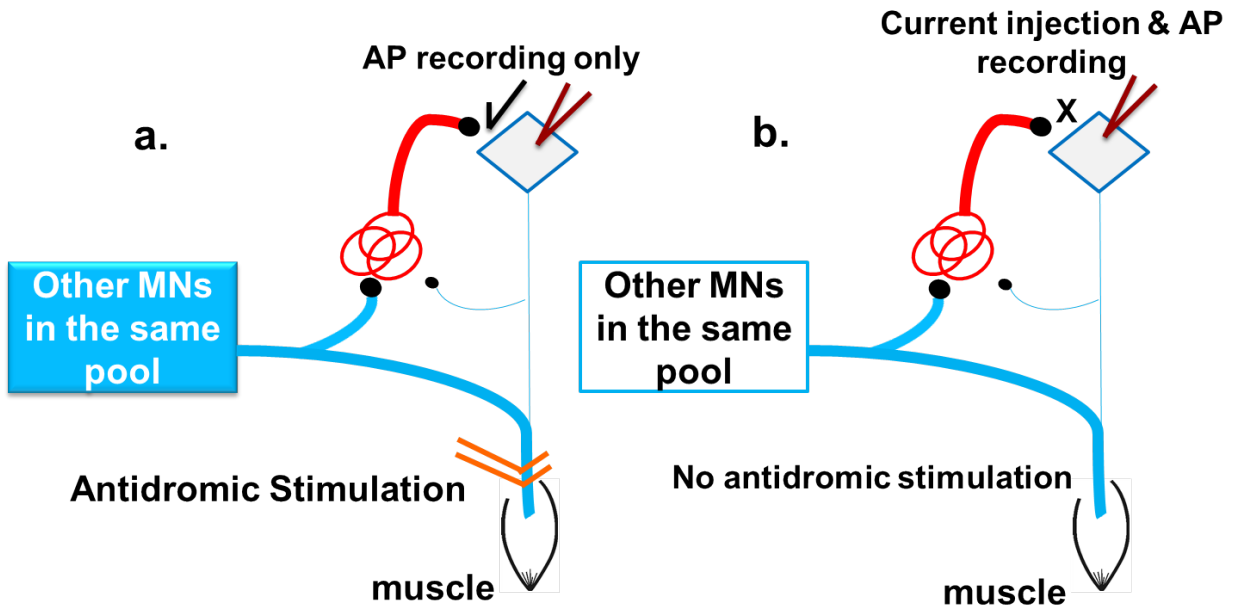 AP recording only
a.
Other MNs
in the same
pool
Antidromic Stimulation
muscle
Current injection & AP
recording
X
b.
Other MNs
in the same
pool
No antidromic stimulation
muscle